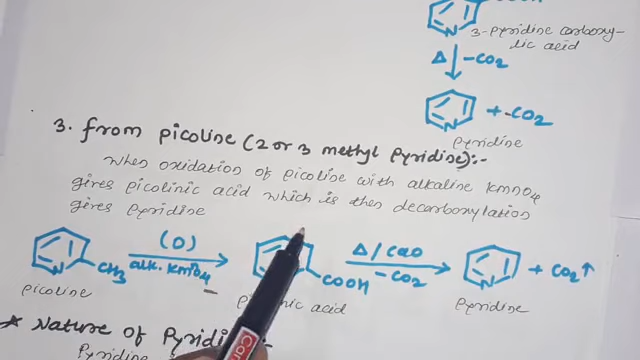 3-pyridine carboxy-
lic acid
Δ -CO2
N + -CO2
Pyridine
3. from picoline (2 or 3 methyl Pyridine):-
When oxidation of picoline with alkaline KMnO4
gives picolinic acid which is then decarboxylation
gives Pyridine
N CH3 (O) alk. KMnO4 COOH Δ/CaO -CO2 N + CO2↑
picoline acid Pyridine
* Nature of Pyridine:-
Pyridine